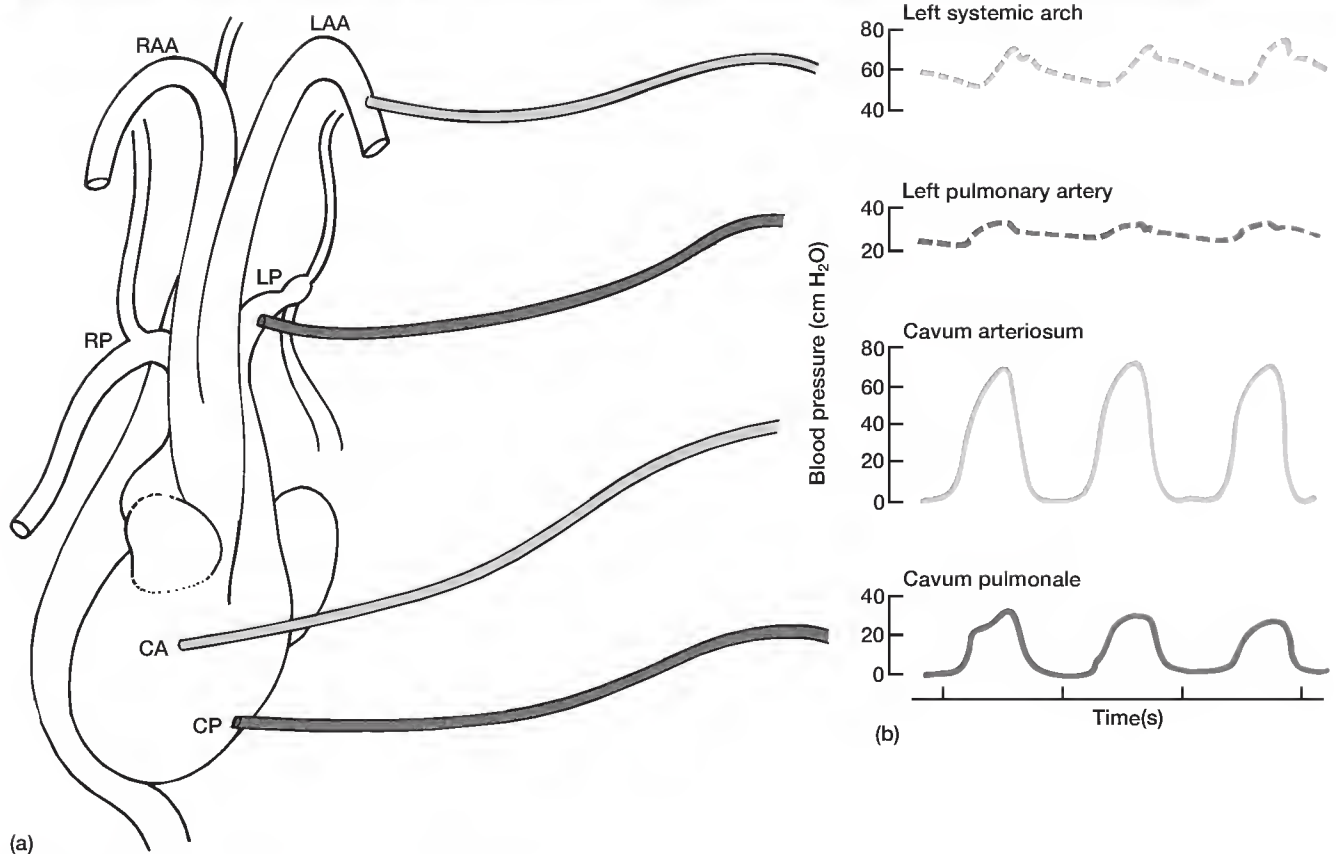 RAA
LAA
LP
RP
CA
CP
(a)
Left systemic arch
80
60
40
Left pulmonary artery
40
20
Blood pressure (cm H₂O)
Cavum arteriosum
80
60
40
20
0
Cavum pulmonale
40
20
0
Time(s)
(b)